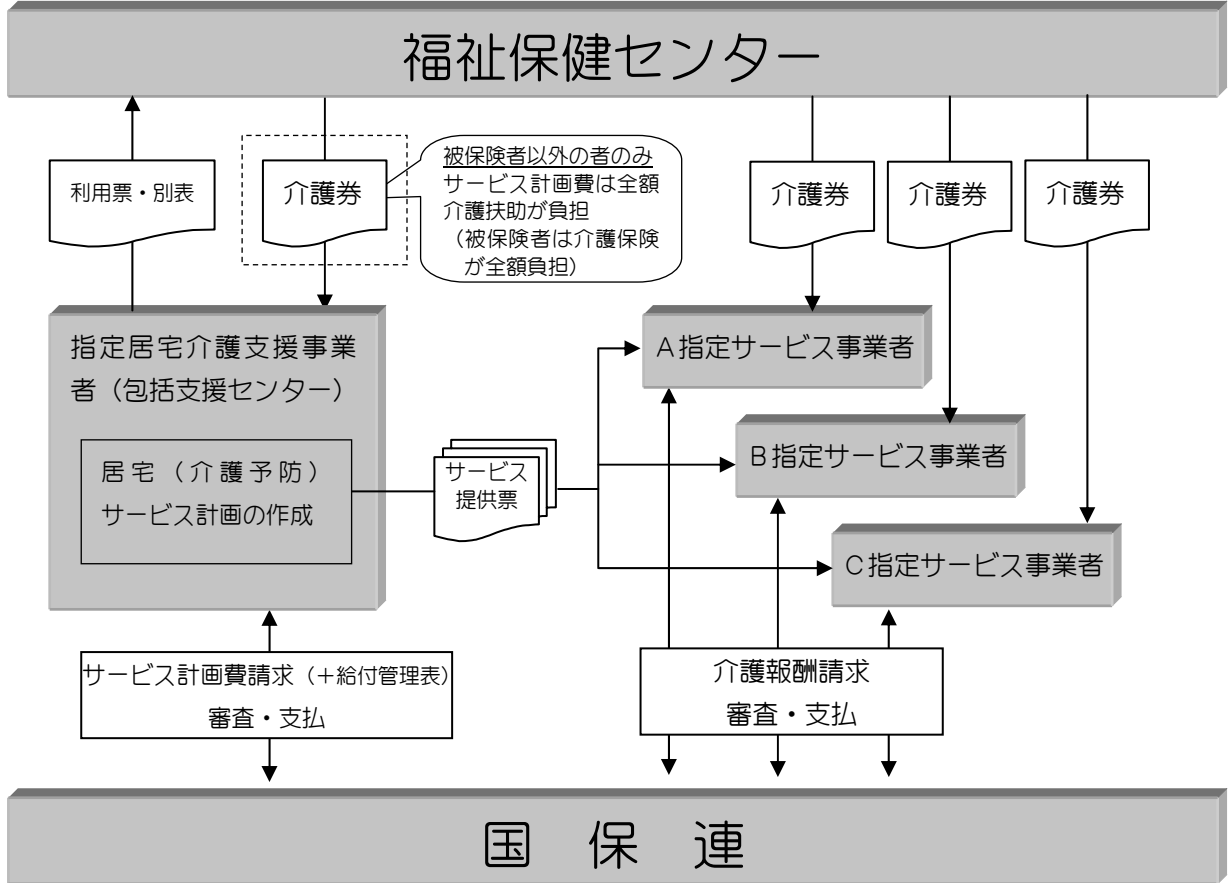 福祉保健センター
利用票・別表
介護券
被保険者以外の者のみ
サービス計画費は全額
介護扶助が負担
（被保険者は介護保険
が全額負担）
介護券
介護券
介護券
指定居宅介護支援事業
者（包括支援センター）
居宅（介護予防）
サービス計画の作成
サービス
提供票
Ａ指定サービス事業者
Ｂ指定サービス事業者
Ｃ指定サービス事業者
サービス計画費請求（＋給付管理表）
審査・支払
介護報酬請求
審査・支払
国保連